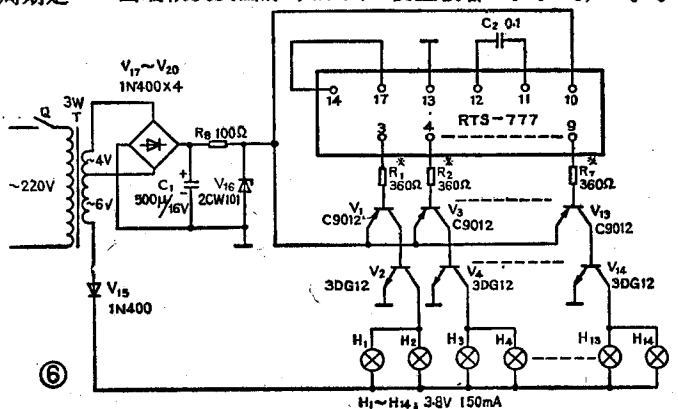 C₂ 0.1
V₁₇~V₂₀
1N400×4
14 17 13 12 11 10
RTS-777
3 4 9
3W
T
R₈ 100Ω
~4V
~220V
~6V
C₁
500μ/16V
V₁₆
2CW101
R₁* 360Ω
R₂* 360Ω
R₇* 360Ω
V₁
C9012
V₃
C9012
V₁₃
C9012
V₂
3DG12
V₄
3DG12
V₁₄
3DG12
V₁₅
1N400
H₁ H₂ H₃ H₄ H₁₃ H₁₄
⑥
H₁~H₁₄: 3.8V 150mA